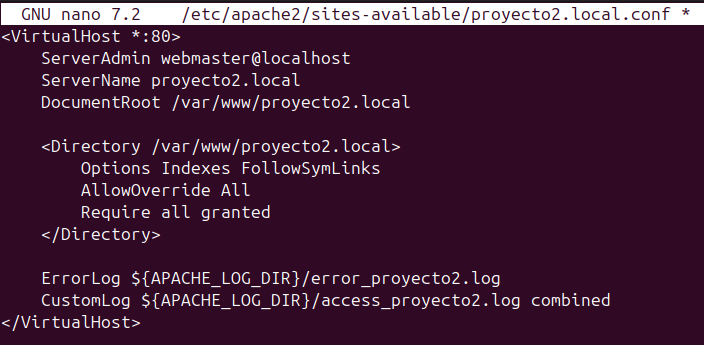 GNU nano 7.2 /etc/apache2/sites-available/proyecto2.local.conf *
<VirtualHost *:80>
    ServerAdmin webmaster@localhost
    ServerName proyecto2.local
    DocumentRoot /var/www/proyecto2.local

    <Directory /var/www/proyecto2.local>
        Options Indexes FollowSymLinks
        AllowOverride All
        Require all granted
    </Directory>

    ErrorLog ${APACHE_LOG_DIR}/error_proyecto2.log
    CustomLog ${APACHE_LOG_DIR}/access_proyecto2.log combined
</VirtualHost>